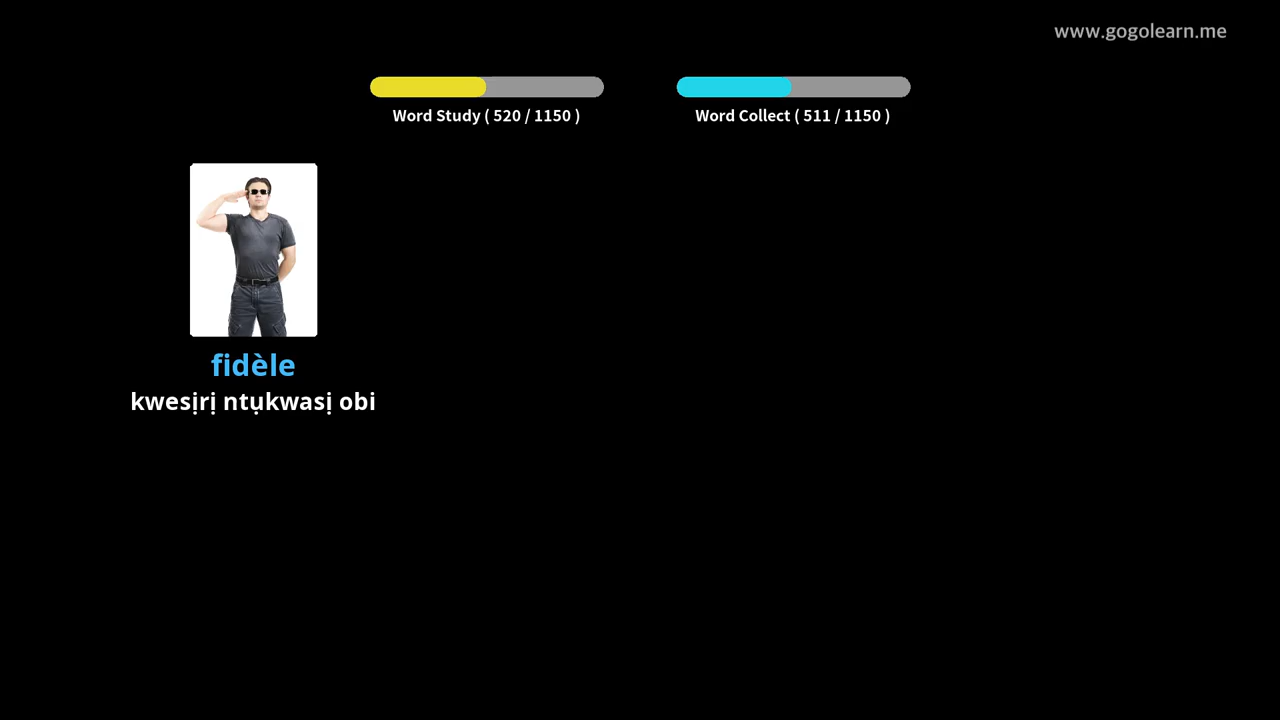 www.gogolearn.me
Word Study ( 520 / 1150 )
Word Collect ( 511 / 1150 )
fidèle
kwesịrị ntụkwasị obi